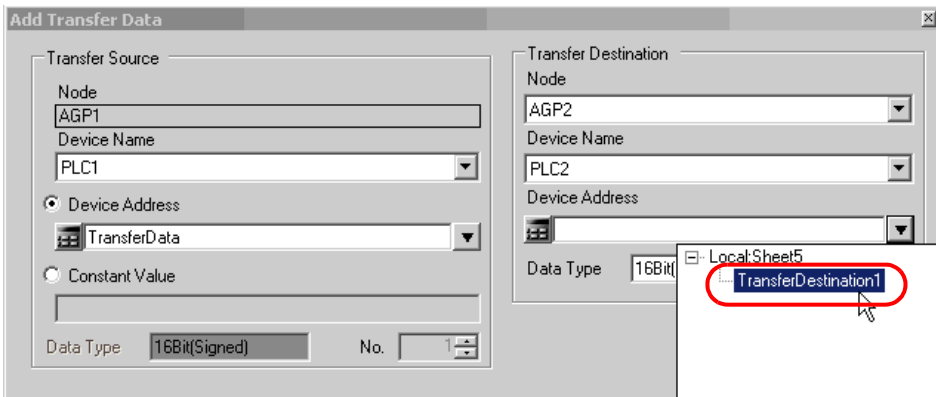 Add Transfer Data
Transfer Source
Node
AGP1
Device Name
PLC1
Device Address
TransferData
Constant Value
Data Type 16Bit(Signed) No. 1
Transfer Destination
Node
AGP2
Device Name
PLC2
Device Address
Data Type 16Bit(
Local:Sheet5
TransferDestination1